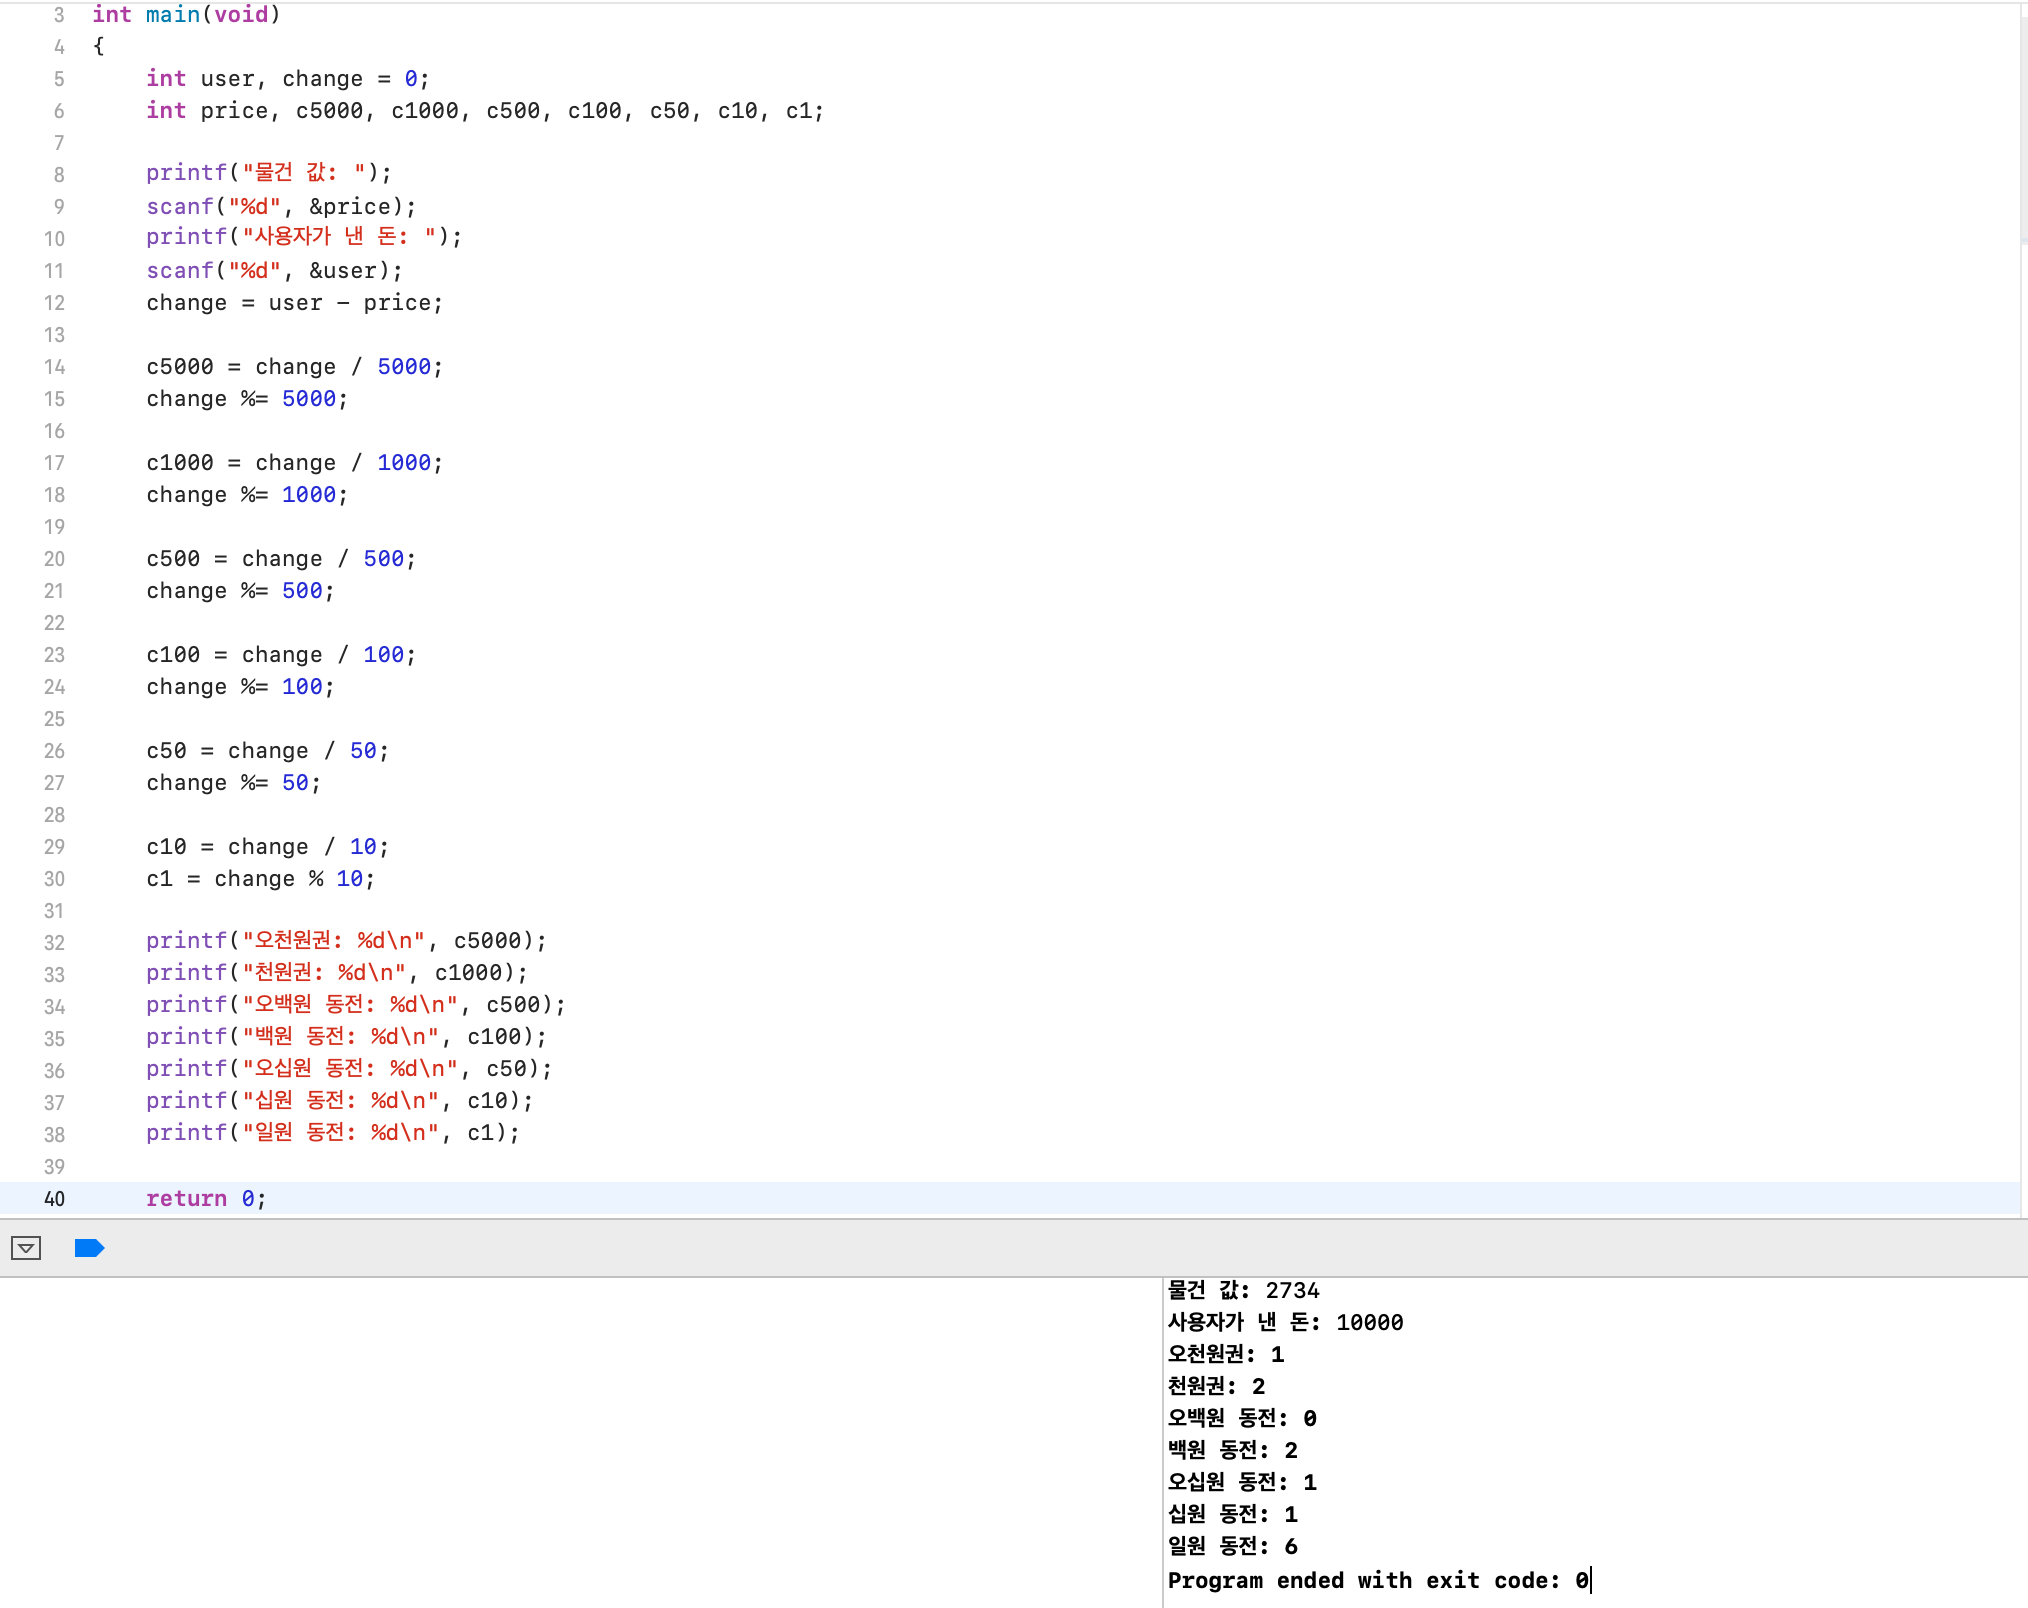 3 int main(void)
4 {
5 int user, change = 0;
6 int price, c5000, c1000, c500, c100, c50, c10, c1;
7
8 printf("물건 값: ");
9 scanf("%d", &price);
10 printf("사용자가 낸 돈: ");
11 scanf("%d", &user);
12 change = user - price;
13
14 c5000 = change / 5000;
15 change %= 5000;
16
17 c1000 = change / 1000;
18 change %= 1000;
19
20 c500 = change / 500;
21 change %= 500;
22
23 c100 = change / 100;
24 change %= 100;
25
26 c50 = change / 50;
27 change %= 50;
28
29 c10 = change / 10;
30 c1 = change % 10;
31
32 printf("오천원권: %d\n", c5000);
33 printf("천원권: %d\n", c1000);
34 printf("오백원 동전: %d\n", c500);
35 printf("백원 동전: %d\n", c100);
36 printf("오십원 동전: %d\n", c50);
37 printf("십원 동전: %d\n", c10);
38 printf("일원 동전: %d\n", c1);
39
40 return 0;
물건 값: 2734
사용자가 낸 돈: 10000
오천원권: 1
천원권: 2
오백원 동전: 0
백원 동전: 2
오십원 동전: 1
십원 동전: 1
일원 동전: 6
Program ended with exit code: 0